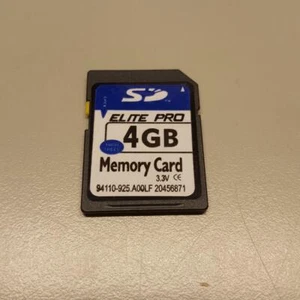 SD
ELITE PRO
4GB
Memory Card
3.3V CE
94110-925.A00LF 20456871